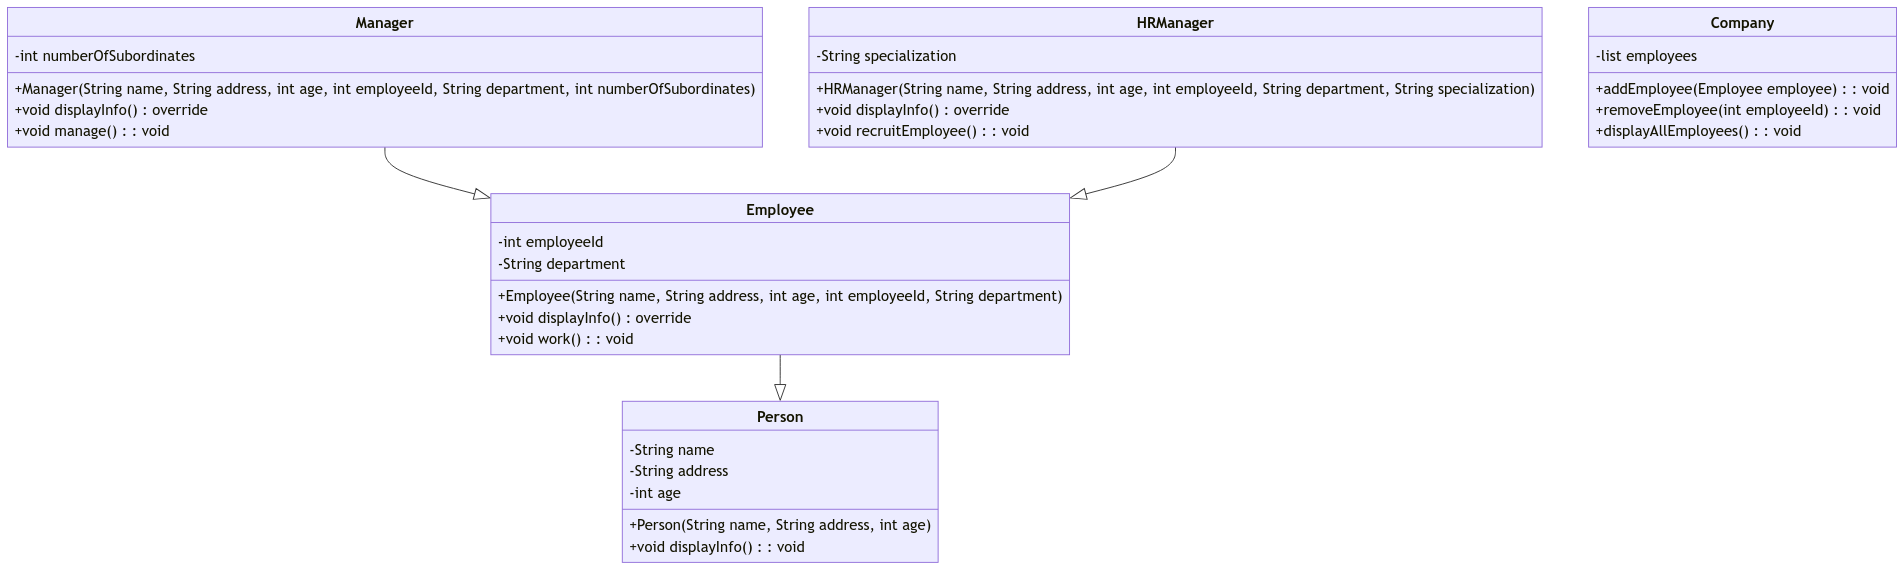 Manager
-int numberOfSubordinates
+Manager(String name, String address, int age, int employeeId, String department, int numberOfSubordinates)
+void displayInfo() : override
+void manage() : : void
HRManager
-String specialization
+HRManager(String name, String address, int age, int employeeId, String department, String specialization)
+void displayInfo() : override
+void recruitEmployee() : : void
Company
-list employees
+addEmployee(Employee employee) : : void
+removeEmployee(int employeeId) : : void
+displayAllEmployees() : : void
Employee
-int employeeId
-String department
+Employee(String name, String address, int age, int employeeId, String department)
+void displayInfo() : override
+void work() : : void
Person
-String name
-String address
-int age
+Person(String name, String address, int age)
+void displayInfo() : : void